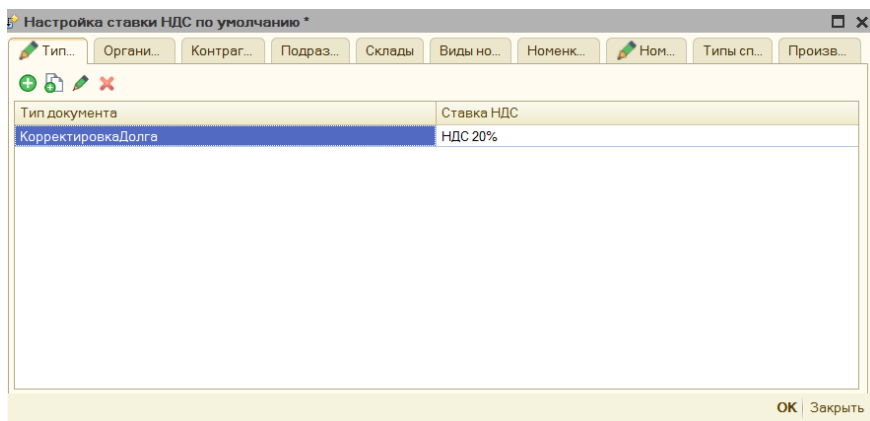 Настройка ставки НДС по умолчанию *
Тип... Органи... Контраг... Подраз... Склады Виды но... Номенк... Ном... Типы сп... Произв...
Тип документа Ставка НДС
КорректировкаДолга НДС 20%
ОК Закрыть